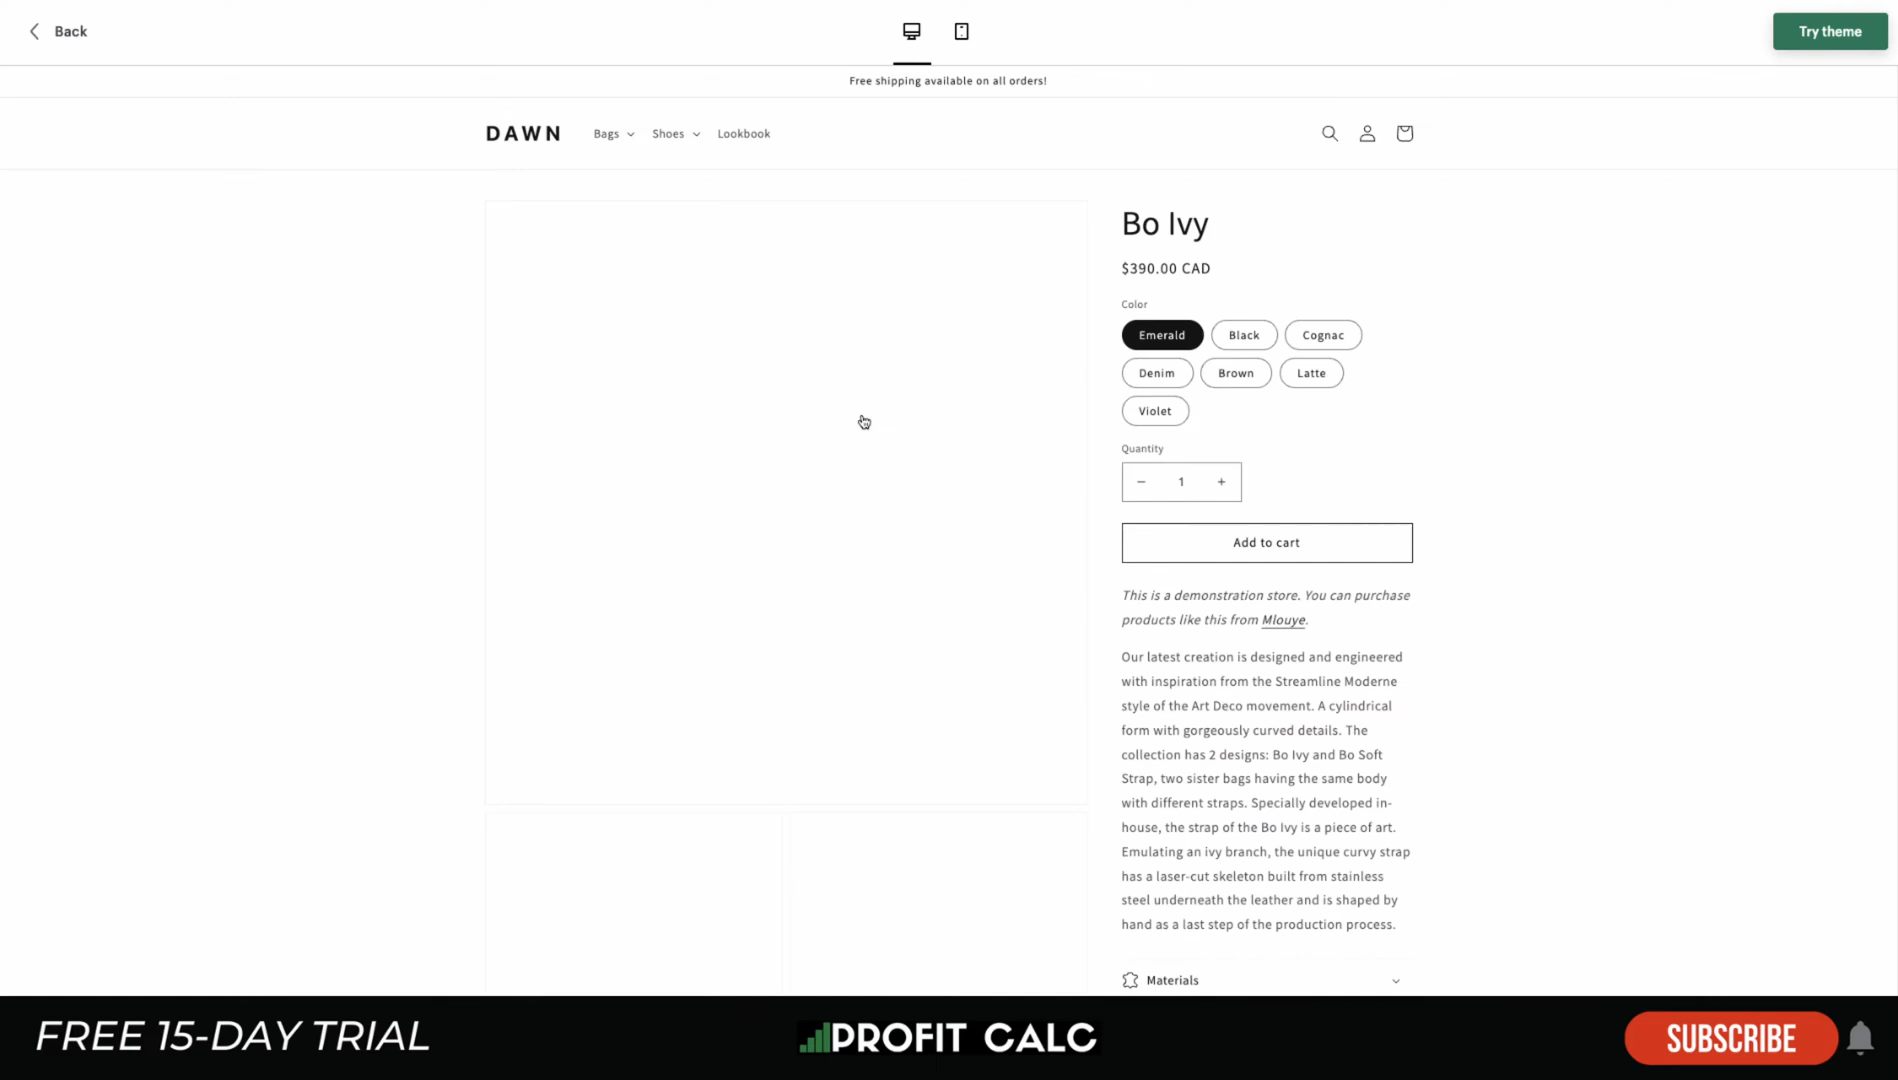 Back
Try theme
Free shipping available on all orders!
DAWN
Bags
Shoes
Lookbook
Bo Ivy
$390.00 CAD
Color
Emerald
Black
Cognac
Denim
Brown
Latte
Violet
Quantity
− 1 +
Add to cart
This is a demonstration store. You can purchase
products like this from Mlouye.
Our latest creation is designed and engineered
with inspiration from the Streamline Moderne
style of the Art Deco movement. A cylindrical
form with gorgeously curved details. The
collection has 2 designs: Bo Ivy and Bo Soft
Strap, two sister bags having the same body
with different straps. Specially developed in-
house, the strap of the Bo Ivy is a piece of art.
Emulating an ivy branch, the unique curvy strap
has a laser-cut skeleton built from stainless
steel underneath the leather and is shaped by
hand as a last step of the production process.
Materials
FREE 15-DAY TRIAL
PROFIT CALC
SUBSCRIBE